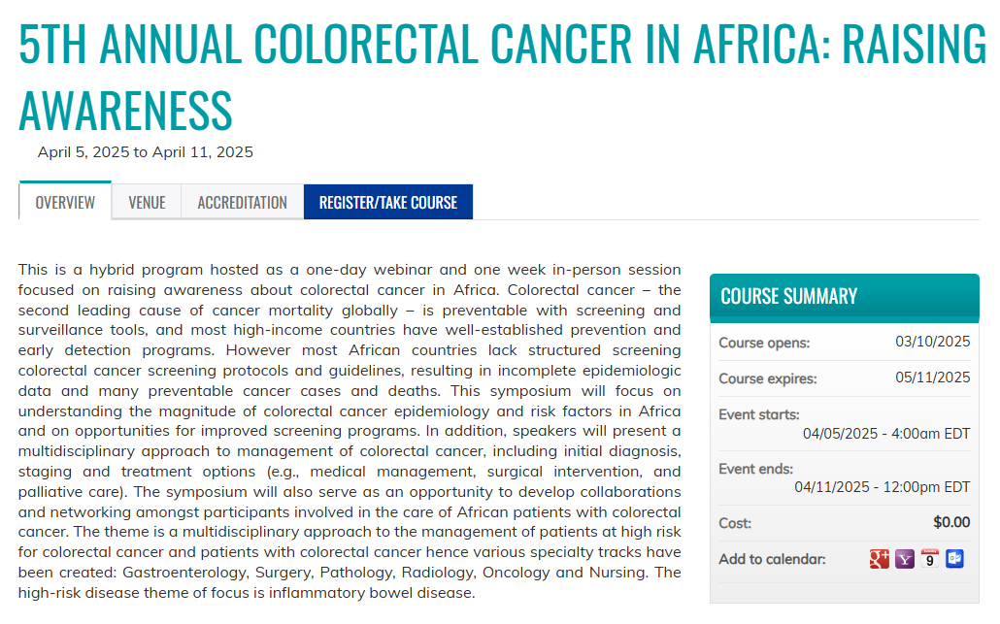 5TH ANNUAL COLORECTAL CANCER IN AFRICA: RAISING
AWARENESS
April 5, 2025 to April 11, 2025
OVERVIEW
VENUE
ACCREDITATION
REGISTER/TAKE COURSE
This is a hybrid program hosted as a one-day webinar and one week in-person session
focused on raising awareness about colorectal cancer in Africa. Colorectal cancer – the
second leading cause of cancer mortality globally – is preventable with screening and
surveillance tools, and most high-income countries have well-established prevention and
early detection programs. However most African countries lack structured screening
colorectal cancer screening protocols and guidelines, resulting in incomplete epidemiologic
data and many preventable cancer cases and deaths. This symposium will focus on
understanding the magnitude of colorectal cancer epidemiology and risk factors in Africa
and on opportunities for improved screening programs. In addition, speakers will present a
multidisciplinary approach to management of colorectal cancer, including initial diagnosis,
staging and treatment options (e.g., medical management, surgical intervention, and
palliative care). The symposium will also serve as an opportunity to develop collaborations
and networking amongst participants involved in the care of African patients with colorectal
cancer. The theme is a multidisciplinary approach to the management of patients at high risk
for colorectal cancer and patients with colorectal cancer hence various specialty tracks have
been created: Gastroenterology, Surgery, Pathology, Radiology, Oncology and Nursing. The
high-risk disease theme of focus is inflammatory bowel disease.
COURSE SUMMARY
Course opens: 03/10/2025
Course expires: 05/11/2025
Event starts:
04/05/2025 - 4:00am EDT
Event ends:
04/11/2025 - 12:00pm EDT
Cost: $0.00
Add to calendar: g+ Y 9